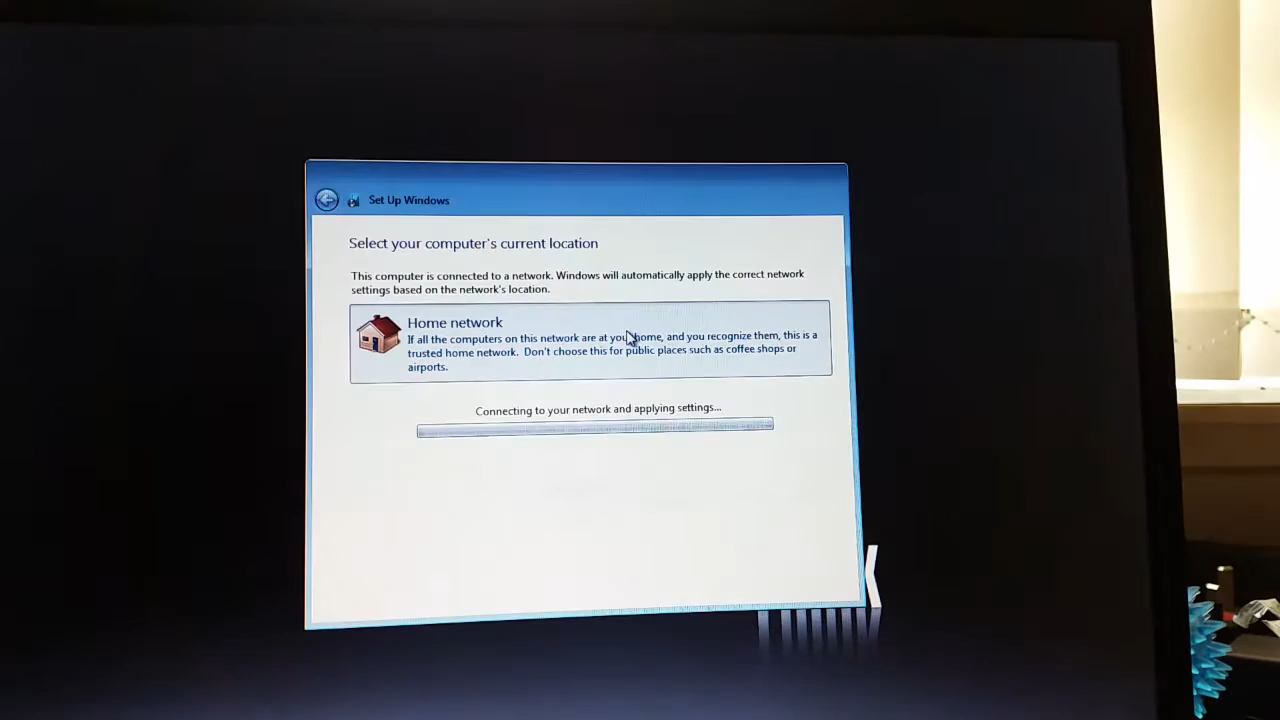 Set Up Windows
Select your computer's current location
This computer is connected to a network. Windows will automatically apply the correct network
settings based on the network's location.
Home network
If all the computers on this network are at your home, and you recognize them, this is a
trusted home network. Don't choose this for public places such as coffee shops or
airports.
Connecting to your network and applying settings...